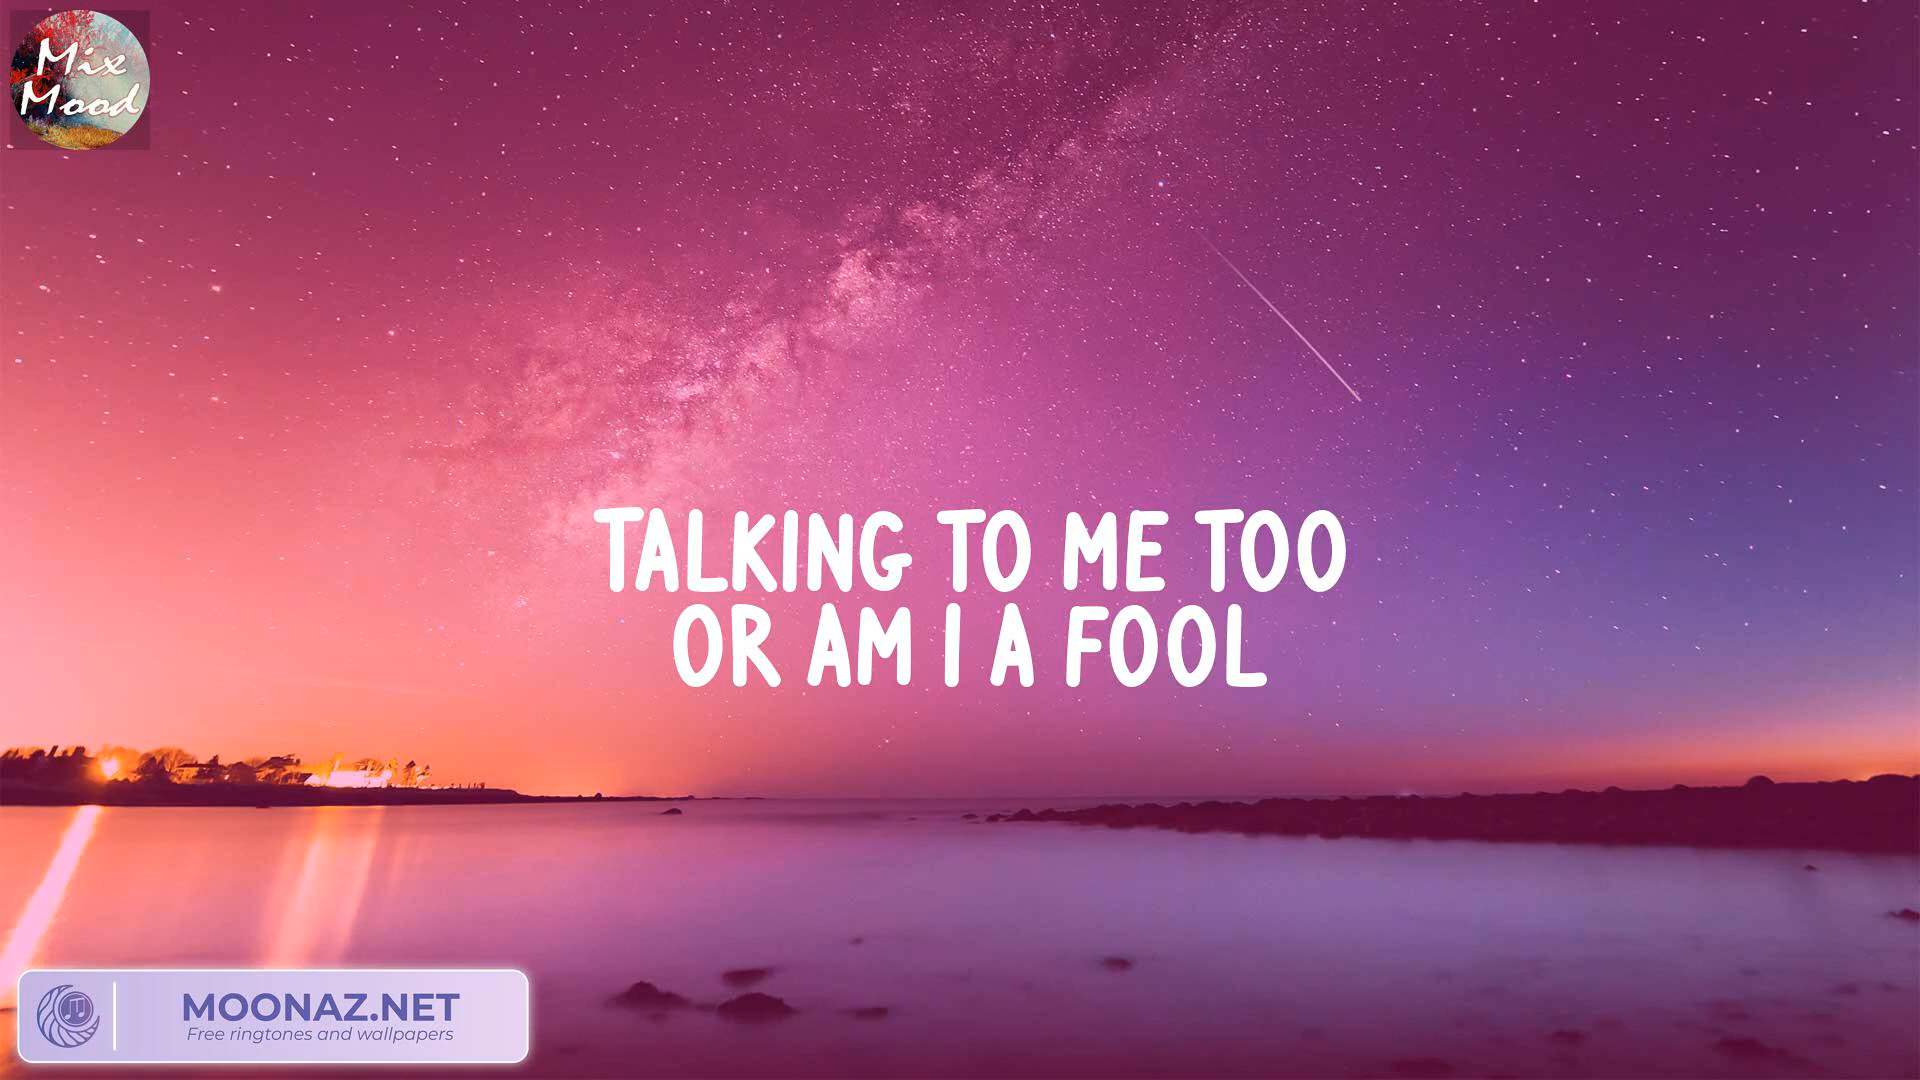 Mix
Mood
TALKING TO ME TOO
OR AM I A FOOL
MOONAZ.NET
Free ringtones and wallpapers